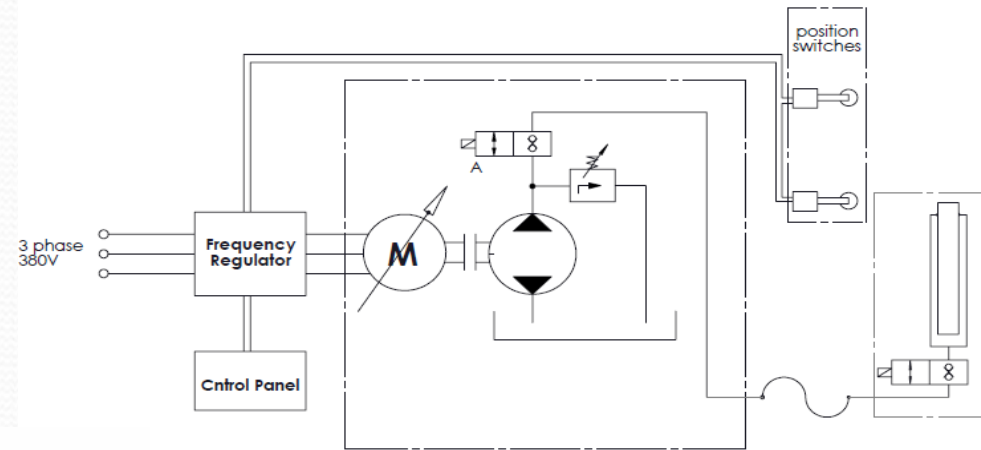 position
switches
A
3 phase
380V
Frequency
Regulator
M
Cntrol Panel